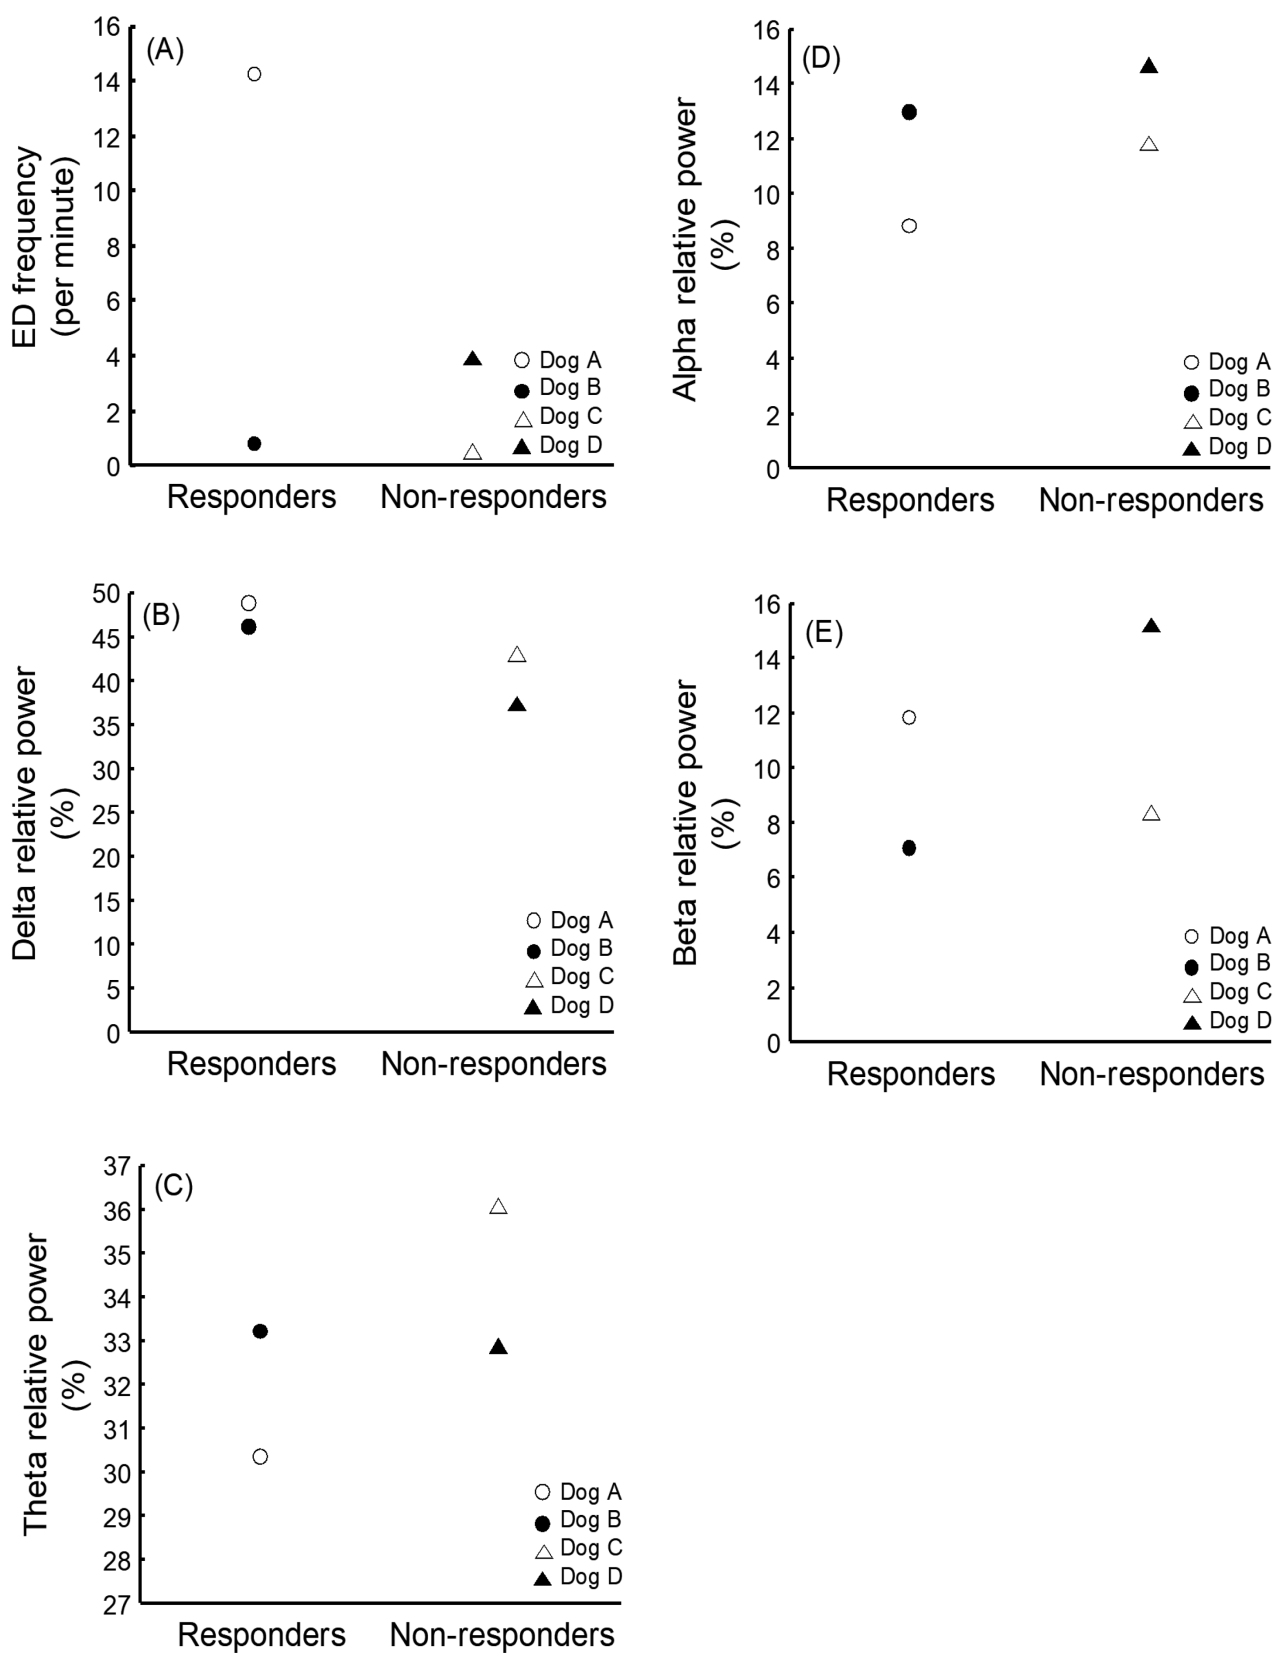 (A)
ED frequency
(per minute)
16
14
12
10
8
6
4
2
0
Dog A
Dog B
Dog C
Dog D
Responders Non-responders
(D)
Alpha relative power
(%)
16
14
12
10
8
6
4
2
0
Dog A
Dog B
Dog C
Dog D
Responders Non-responders
(B)
Delta relative power
(%)
50
45
40
35
30
25
20
15
10
5
0
Dog A
Dog B
Dog C
Dog D
Responders Non-responders
(E)
Beta relative power
(%)
16
14
12
10
8
6
4
2
0
Dog A
Dog B
Dog C
Dog D
Responders Non-responders
(C)
Theta relative power
(%)
37
36
35
34
33
32
31
30
29
28
27
Dog A
Dog B
Dog C
Dog D
Responders Non-responders